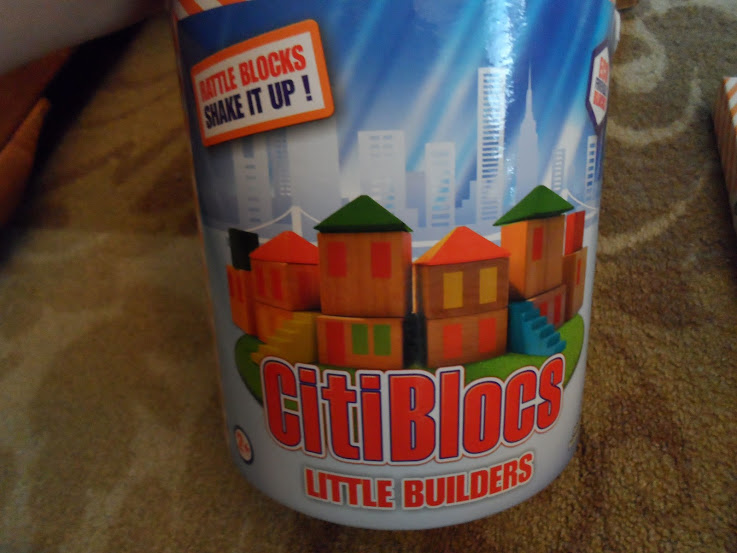 RATTLE BLOCKS
SHAKE IT UP !
CitiBlocs
LITTLE BUILDERS